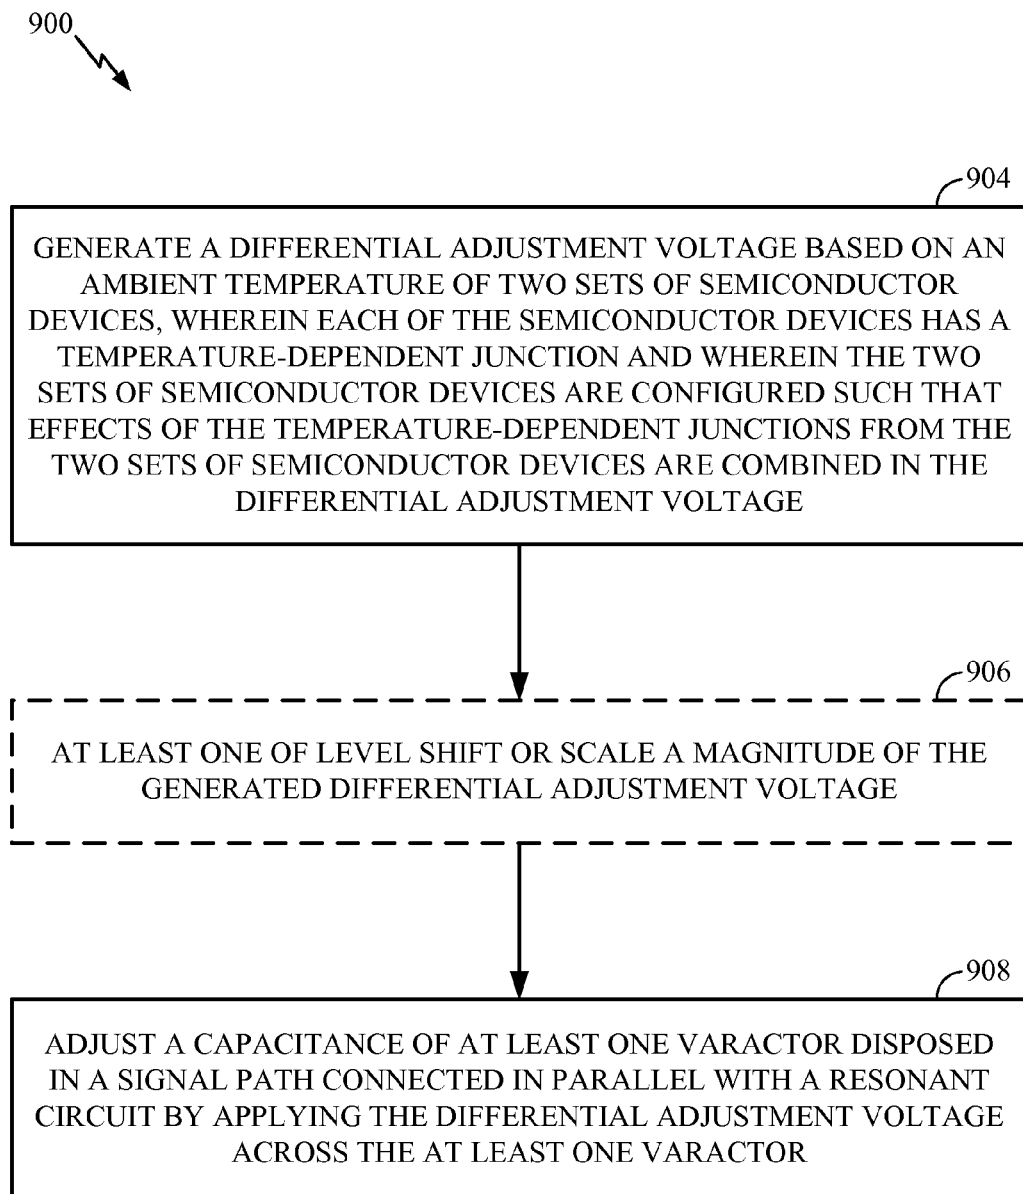 900
904
GENERATE A DIFFERENTIAL ADJUSTMENT VOLTAGE BASED ON AN
AMBIENT TEMPERATURE OF TWO SETS OF SEMICONDUCTOR
DEVICES, WHEREIN EACH OF THE SEMICONDUCTOR DEVICES HAS A
TEMPERATURE-DEPENDENT JUNCTION AND WHEREIN THE TWO
SETS OF SEMICONDUCTOR DEVICES ARE CONFIGURED SUCH THAT
EFFECTS OF THE TEMPERATURE-DEPENDENT JUNCTIONS FROM THE
TWO SETS OF SEMICONDUCTOR DEVICES ARE COMBINED IN THE
DIFFERENTIAL ADJUSTMENT VOLTAGE
906
AT LEAST ONE OF LEVEL SHIFT OR SCALE A MAGNITUDE OF THE
GENERATED DIFFERENTIAL ADJUSTMENT VOLTAGE
908
ADJUST A CAPACITANCE OF AT LEAST ONE VARACTOR DISPOSED
IN A SIGNAL PATH CONNECTED IN PARALLEL WITH A RESONANT
CIRCUIT BY APPLYING THE DIFFERENTIAL ADJUSTMENT VOLTAGE
ACROSS THE AT LEAST ONE VARACTOR